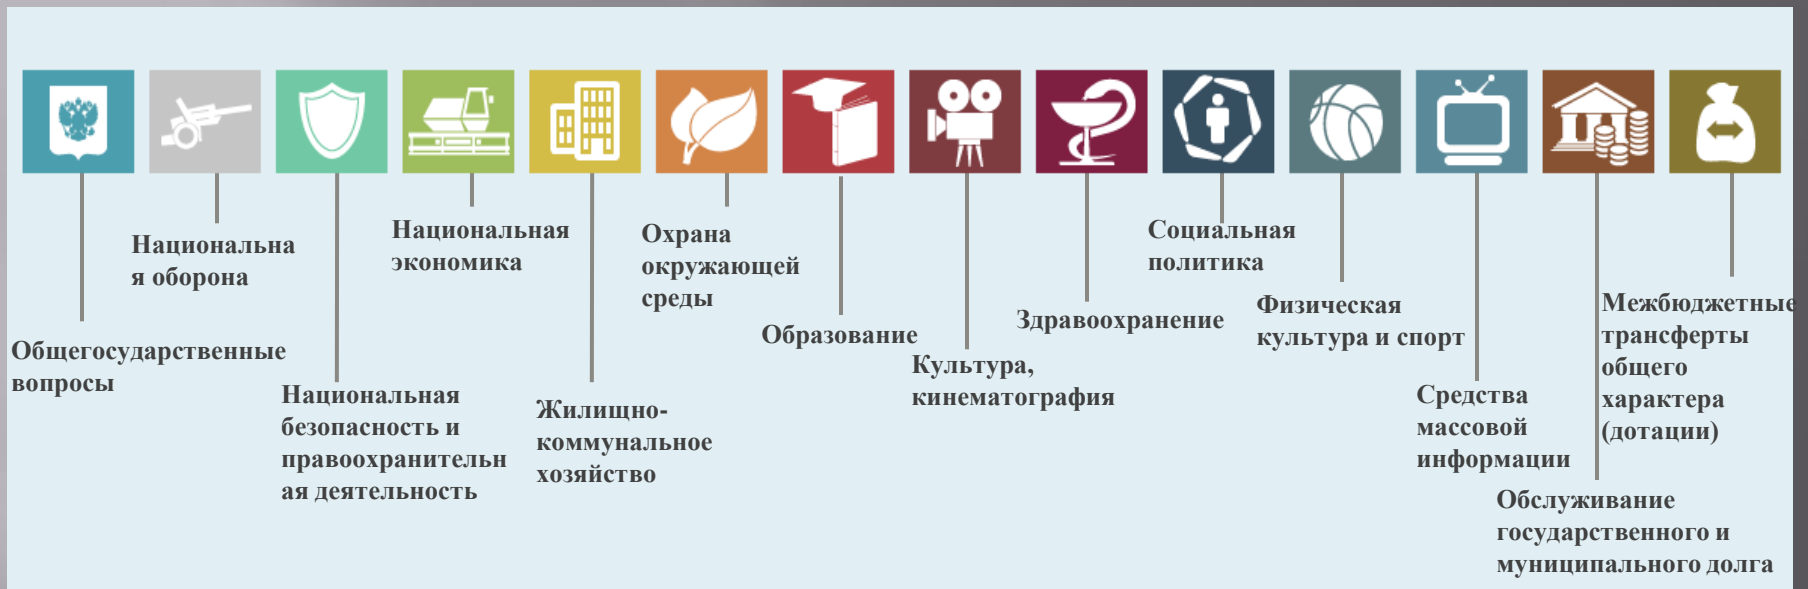 Общегосударственные
вопросы
Национальна
я оборона
Национальная
безопасность и
правоохранительн
ая деятельность
Национальная
экономика
Жилищно-
коммунальное
хозяйство
Охрана
окружающей
среды
Образование
Культура,
кинематография
Здравоохранение
Социальная
политика
Физическая
культура и спорт
Средства
массовой
информации
Обслуживание
государственного и
муниципального долга
Межбюджетные
трансферты
общего
характера
(дотации)